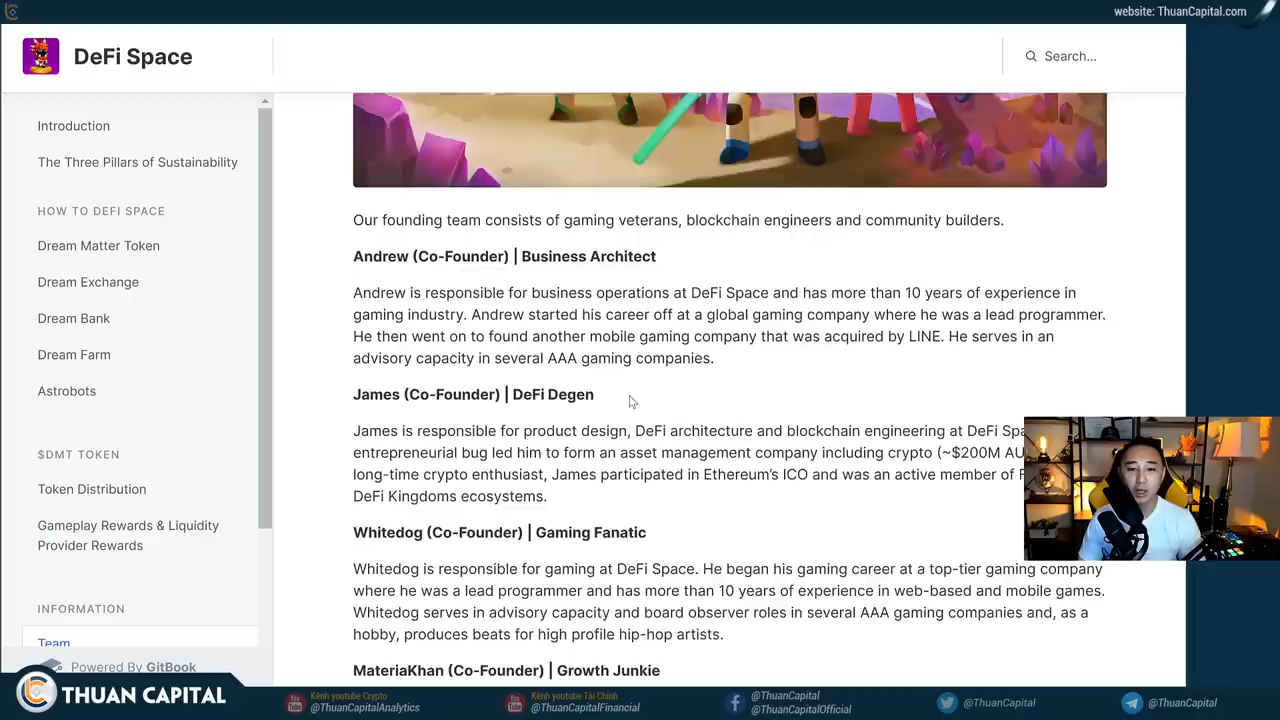 website: ThuanCapital.com
DeFi Space
Search...
Introduction
The Three Pillars of Sustainability
HOW TO DEFI SPACE
Dream Matter Token
Dream Exchange
Dream Bank
Dream Farm
Astrobots
$DMT TOKEN
Token Distribution
Gameplay Rewards & Liquidity
Provider Rewards
INFORMATION
Team
Powered By GitBook
Our founding team consists of gaming veterans, blockchain engineers and community builders.
Andrew (Co-Founder) | Business Architect
Andrew is responsible for business operations at DeFi Space and has more than 10 years of experience in
gaming industry. Andrew started his career off at a global gaming company where he was a lead programmer.
He then went on to found another mobile gaming company that was acquired by LINE. He serves in an
advisory capacity in several AAA gaming companies.
James (Co-Founder) | DeFi Degen
James is responsible for product design, DeFi architecture and blockchain engineering at DeFi
entrepreneurial bug led him to form an asset management company including crypto (~$200M
long-time crypto enthusiast, James participated in Ethereum's ICO and was an active member of
DeFi Kingdoms ecosystems.
Whitedog (Co-Founder) | Gaming Fanatic
Whitedog is responsible for gaming at DeFi Space. He began his gaming career at a top-tier gaming company
where he was a lead programmer and has more than 10 years of experience in web-based and mobile games.
Whitedog serves in advisory capacity and board observer roles in several AAA gaming companies and, as a
hobby, produces beats for high profile hip-hop artists.
MateriaKhan (Co-Founder) | Growth Junkie
THUAN CAPITAL
Kênh youtube Crypto
@ThuanCapitalAnalytics
Kênh youtube Tài Chính
@ThuanCapitalFinancial
@ThuanCapital
@ThuanCapitalOfficial
@ThuanCapital
@ThuanCapital